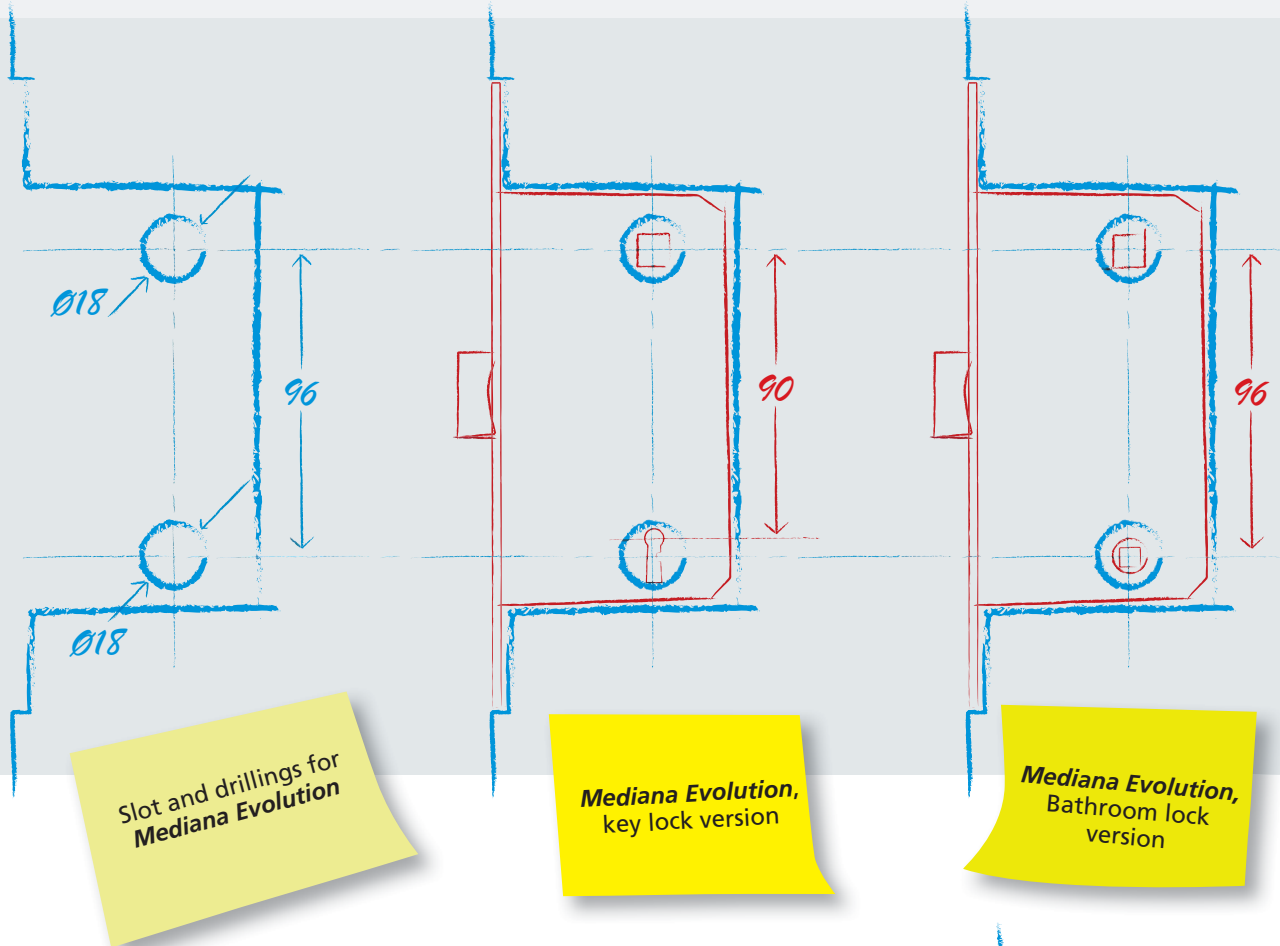 Ø18
96
Ø18
90
96
Slot and drillings for
Mediana Evolution
Mediana Evolution,
key lock version
Mediana Evolution,
Bathroom lock
version